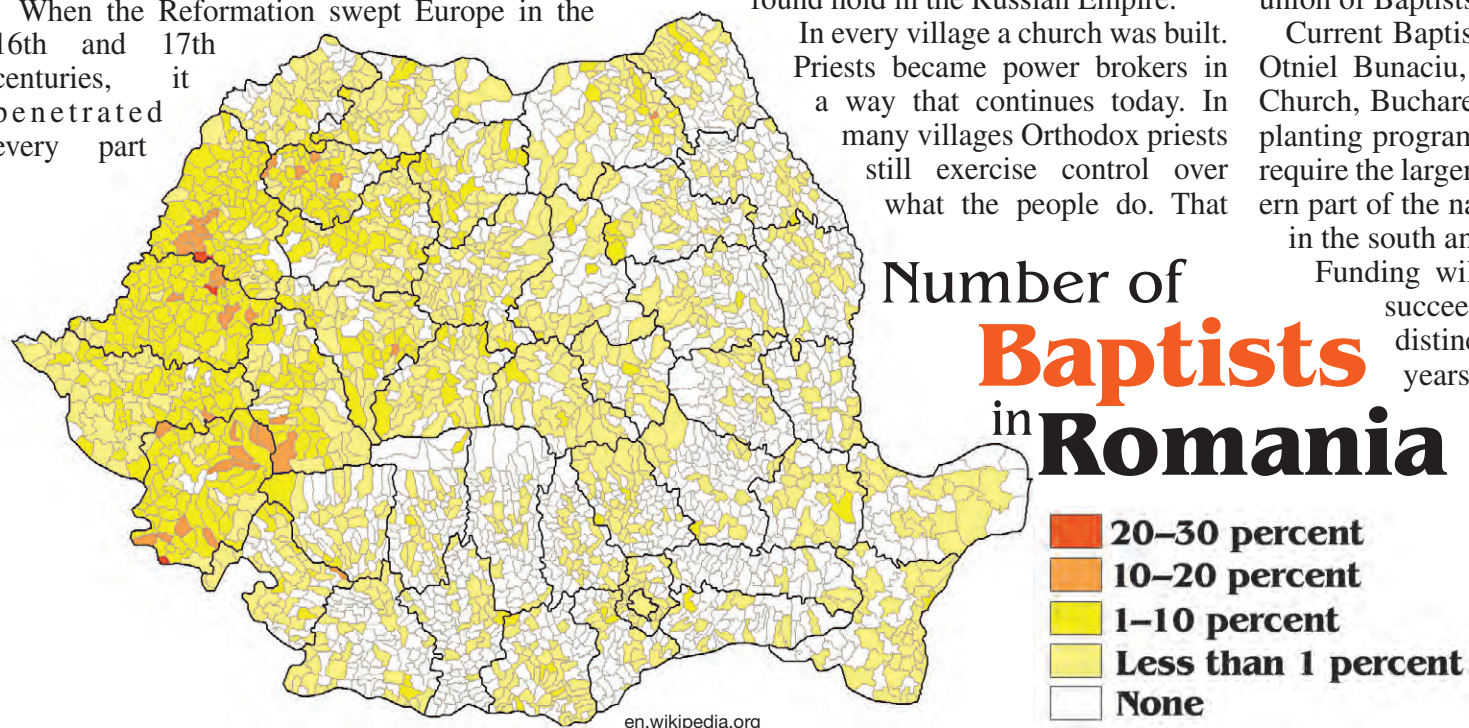 When the Reformation swept Europe in the
16th and 17th
centuries, it
penetrated
every part
found hold in the Russian Empire.
In every village a church was built.
Priests became power brokers in
a way that continues today. In
many villages Orthodox priests
still exercise control over
what the people do. That
union of Baptists
Current Baptis
Otniel Bunaciu,
Church, Buchare
planting program
require the larger
ern part of the na
in the south an
Funding wil
succee
distinc
years
Number of
Baptists
in Romania
20–30 percent
10–20 percent
1–10 percent
Less than 1 percent
None
en.wikipedia.org